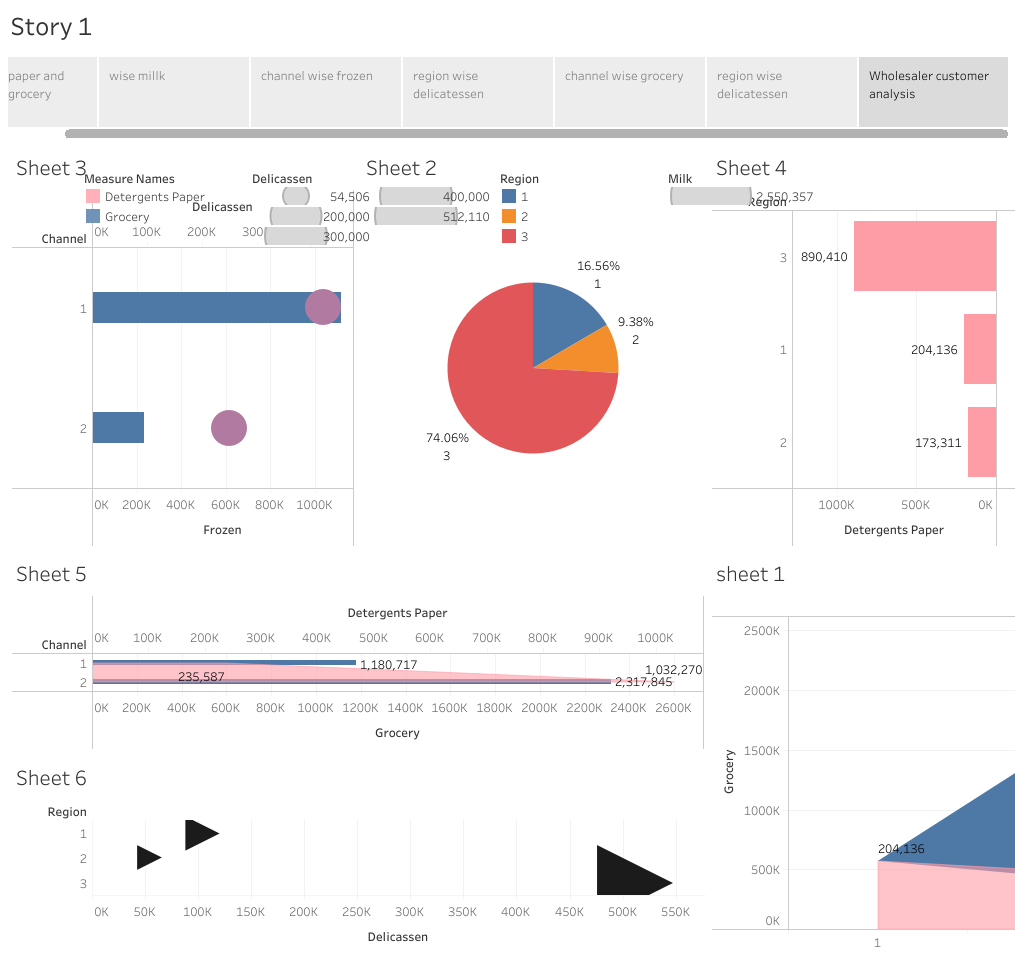 Story 1
paper and
grocery
wise millk
channel wise frozen
region wise
delicatessen
channel wise grocery
region wise
delicatessen
Wholesaler customer
analysis
Sheet 3
Measure Names
Detergents Paper
Grocery
Delicassen
54,506
200,000
300,000
400,000
512,110
Delicassen
0K 100K 200K 300
Channel
1
2
0K 200K 400K 600K 800K 1000K
Frozen
Sheet 2
Region
1
2
3
16.56%
1
9.38%
2
74.06%
3
Sheet 4
Milk
2,550,357
Region
3 890,410
1 204,136
2 173,311
1000K 500K 0K
Detergents Paper
Sheet 5
Detergents Paper
0K 100K 200K 300K 400K 500K 600K 700K 800K 900K 1000K
Channel
1 1,180,717 1,032,270
2 235,587 2,317,845
0K 200K 400K 600K 800K 1000K 1200K 1400K 1600K 1800K 2000K 2200K 2400K 2600K
Grocery
sheet 1
2500K
2000K
1500K
1000K
500K
0K
Grocery
204,136
1
Sheet 6
Region
1
2
3
0K 50K 100K 150K 200K 250K 300K 350K 400K 450K 500K 550K
Delicassen